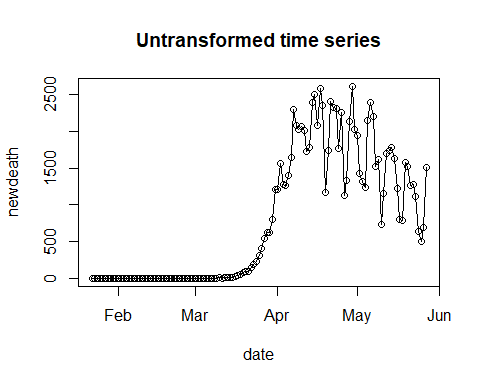 Untransformed time series
newdeath
2500
1500
500
0
Feb Mar Apr May Jun
date